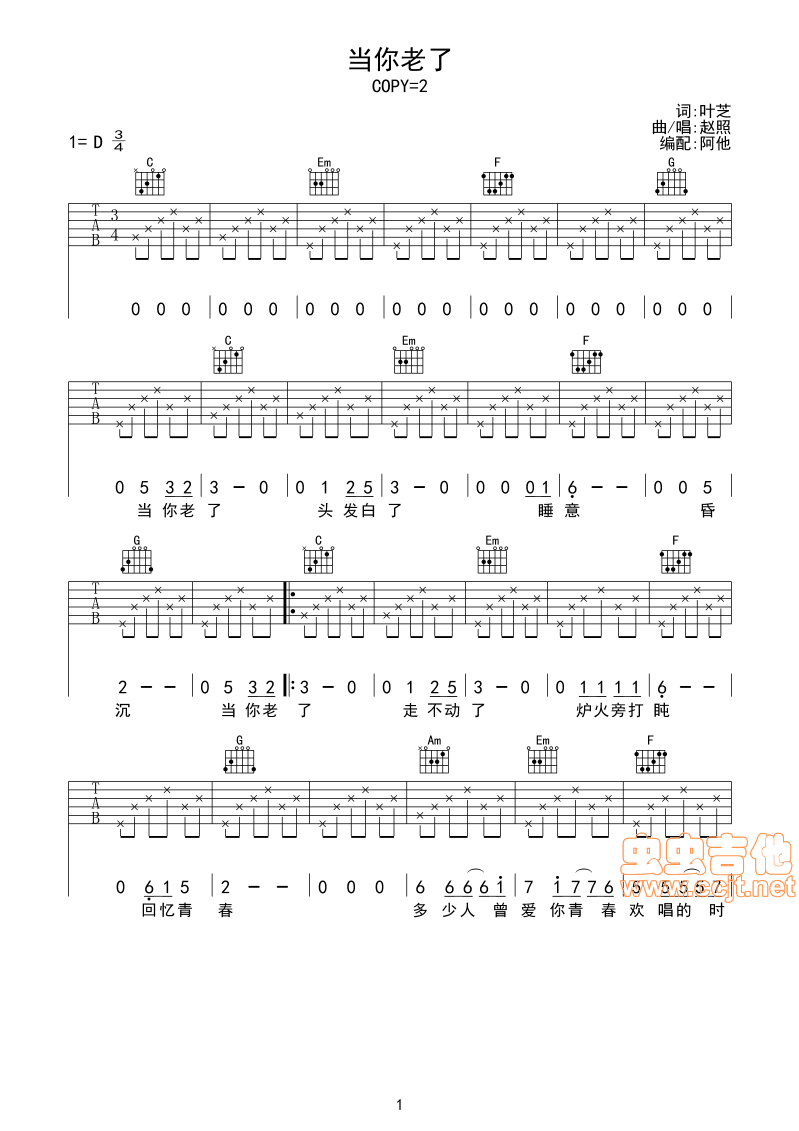 当你老了
COPY=2
词:叶芝
曲/唱:赵照
编配:阿他
1= D 3/4
C Em F G
T A B 3 4
0 0 0 | 0 0 0 | 0 0 0 | 0 0 0 | 0 0 0 | 0 0 0 | 0 0 0
C Em F
T A B
0 5 3 2 | 3 - 0 | 0 1 2 5 | 3 - 0 | 0 0 0 1 | 6 - - | 0 0 5
当 你 老 了 头 发 白 了 睡 意 昏
G C Em F
T A B
2 - - | 0 5 3 2 |: 3 - 0 | 0 1 2 5 | 3 - 0 | 0 1 1 1 1 | 6 - -
沉 当 你 老 了 走 不 动 了 炉 火 旁 打 盹
G Am Em F
T A B
0 6 1 5 | 2 - - | 0 0 0 | 6 6 6 6 1 | 7 1 7 7 6 | 5 5 5 6 7
回 忆 青 春 多 少 人 曾 爱 你 青 春 欢 唱 的 时
虫虫吉他
www.ccjt.net
1